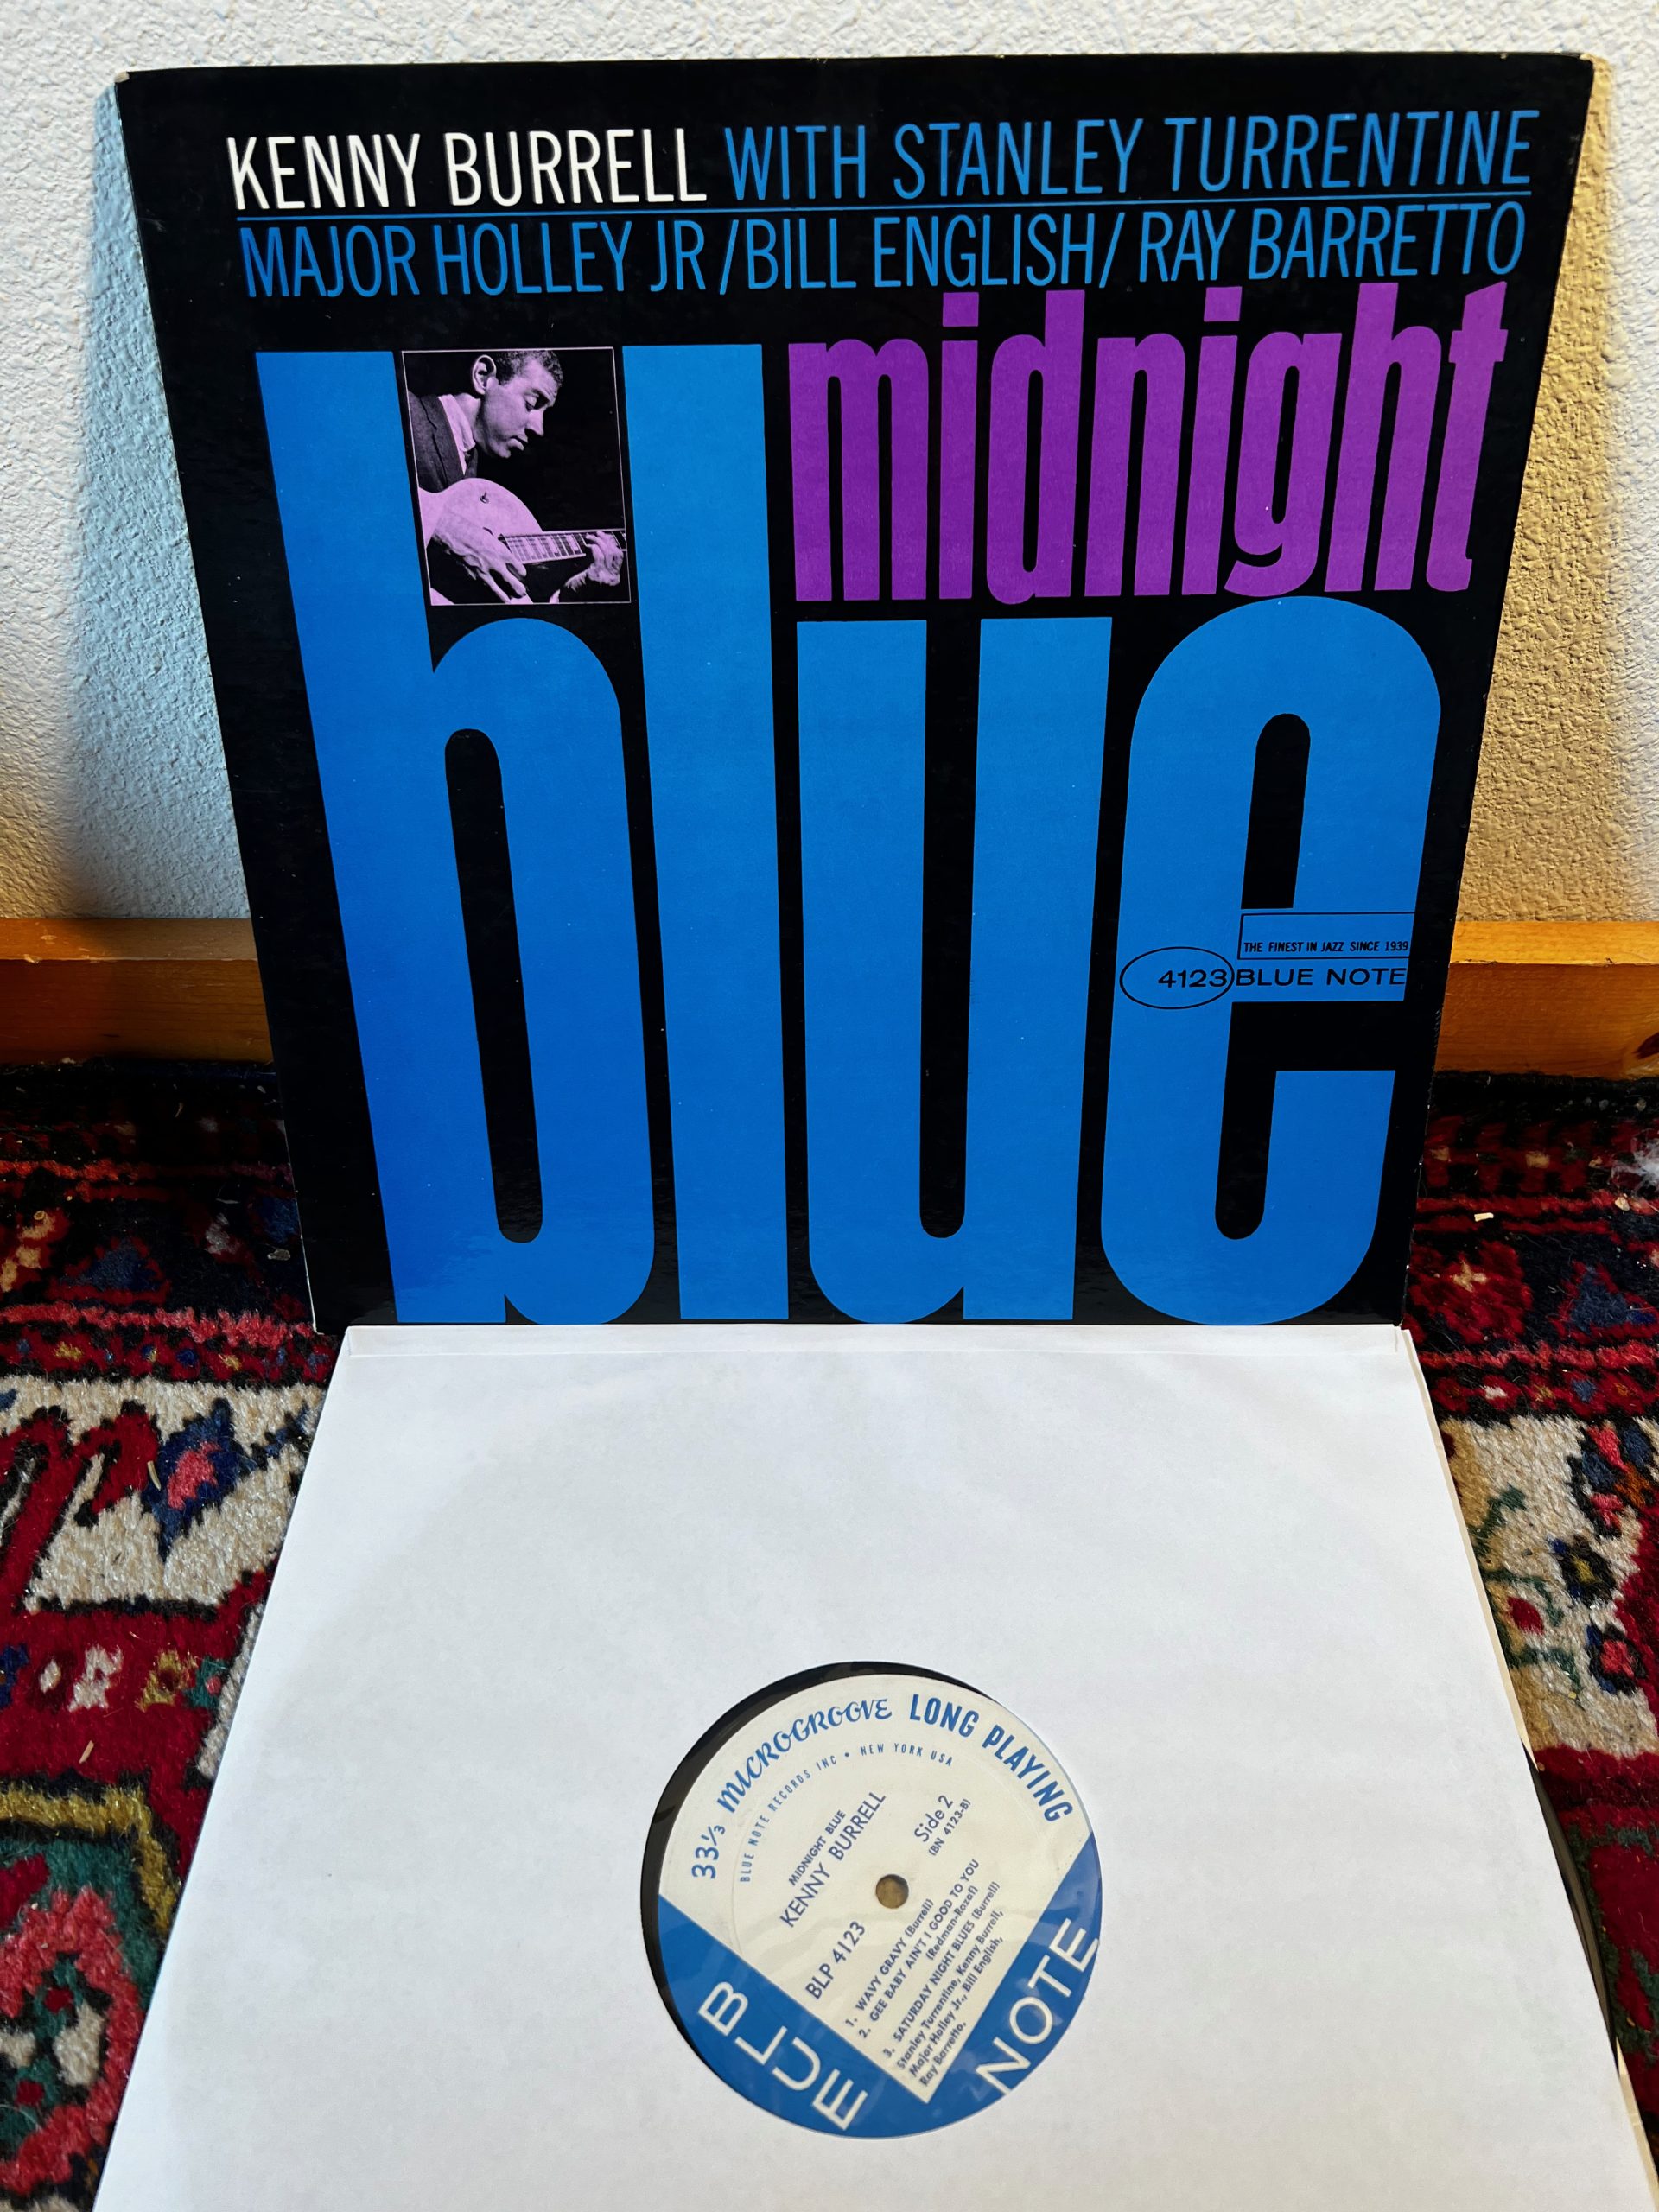 KENNY BURRELL WITH STANLEY TURRENTINE
MAJOR HOLLEY JR / BILL ENGLISH / RAY BARRETTO
midnight
blue
THE FINEST IN JAZZ SINCE 1939
4123 BLUE NOTE
33⅓ MICROGROOVE LONG PLAYING
BLUE NOTE RECORDS INC • NEW YORK USA
MIDNIGHT BLUE
KENNY BURRELL
BLP 4123
Side 2
(BN 4123-B)
1. WAVY GRAVY (Burrell)
2. GEE BABY AIN'T I GOOD TO YOU
(Redman-Razaf)
3. SATURDAY NIGHT BLUES (Burrell)
Stanley Turrentine, Kenny Burrell,
Major Holley Jr., Bill English,
Ray Barretto.
BLUE
NOTE